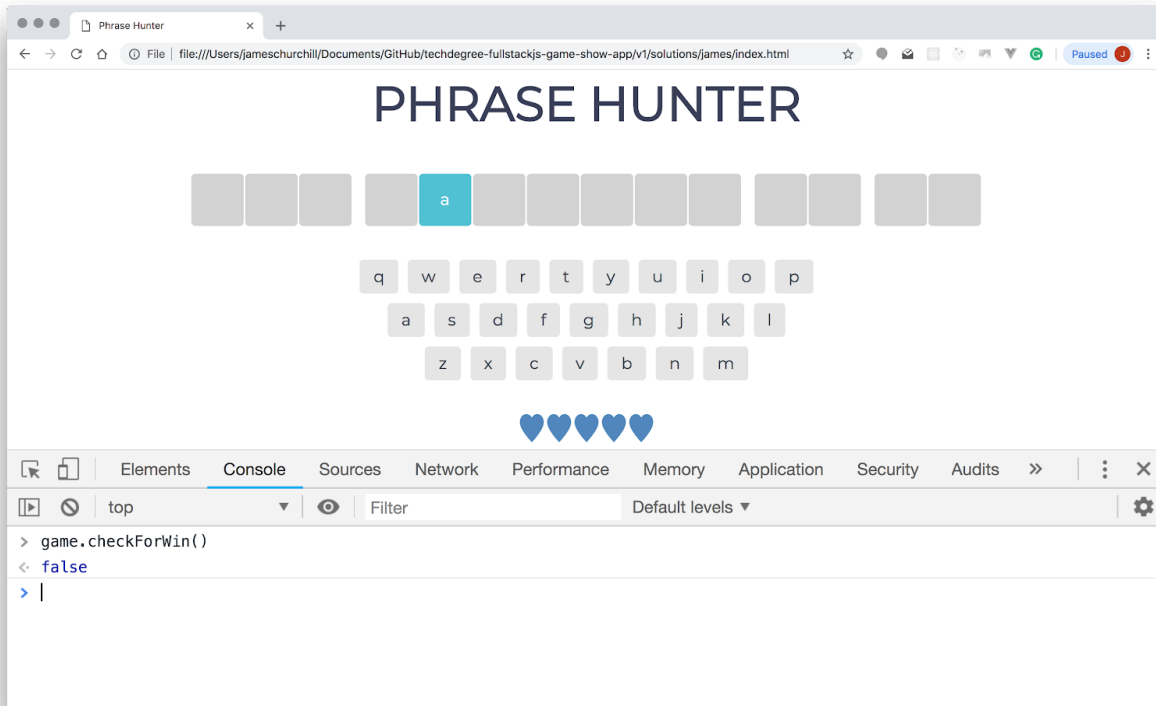 Phrase Hunter
File file:///Users/jameschurchill/Documents/GitHub/techdegree-fullstackjs-game-show-app/v1/solutions/james/index.html Paused J
PHRASE HUNTER
a
q w e r t y u i o p
a s d f g h j k l
z x c v b n m
Elements Console Sources Network Performance Memory Application Security Audits
top Filter Default levels
game.checkForWin()
false